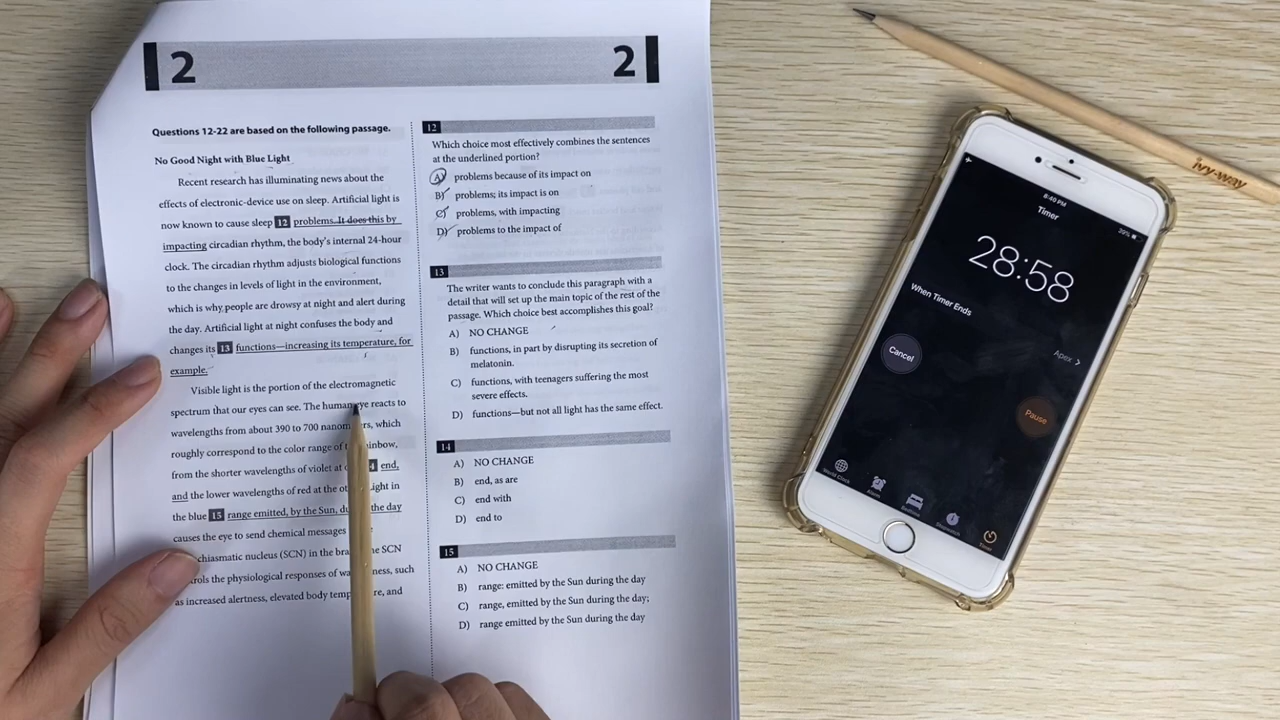 2 2
Questions 12-22 are based on the following passage.
No Good Night with Blue Light
Recent research has illuminating news about the
effects of electronic-device use on sleep. Artificial light is
now known to cause sleep 12 problems. It does this by
impacting circadian rhythm, the body's internal 24-hour
clock. The circadian rhythm adjusts biological functions
to the changes in levels of light in the environment,
which is why people are drowsy at night and alert during
the day. Artificial light at night confuses the body and
changes its 13 functions—increasing its temperature, for
example.
Visible light is the portion of the electromagnetic
spectrum that our eyes can see. The human eye reacts to
wavelengths from about 390 to 700 which
roughly correspond to the color range of
from the shorter wavelengths of violet at end,
and the lower wavelengths of red at the light in
the blue 15 range emitted, by the Sun, the day
causes the eye to send chemical messages
chiasmatic nucleus (SCN) in the SCN
the physiological responses of such
as increased alertness, elevated body and
12
Which choice most effectively combines the sentences
at the underlined portion?
A) problems because of its impact on
B) problems; its impact is on
C) problems, with impacting
D) problems to the impact of
13
The writer wants to conclude this paragraph with a
detail that will set up the main topic of the rest of the
passage. Which choice best accomplishes this goal?
A) NO CHANGE
B) functions, in part by disrupting its secretion of
melatonin.
C) functions, with teenagers suffering the most
severe effects.
D) functions—but not all light has the same effect.
14
A) NO CHANGE
B) end, as are
C) end with
D) end to
15
A) NO CHANGE
B) range: emitted by the Sun during the day
C) range, emitted by the Sun during the day;
D) range emitted by the Sun during the day
ivy-way
8:40 PM
39%
Timer
28:58
When Timer Ends
Apex >
Cancel
Pause
World Clock
Alarm
Bedtime
Stopwatch
Timer